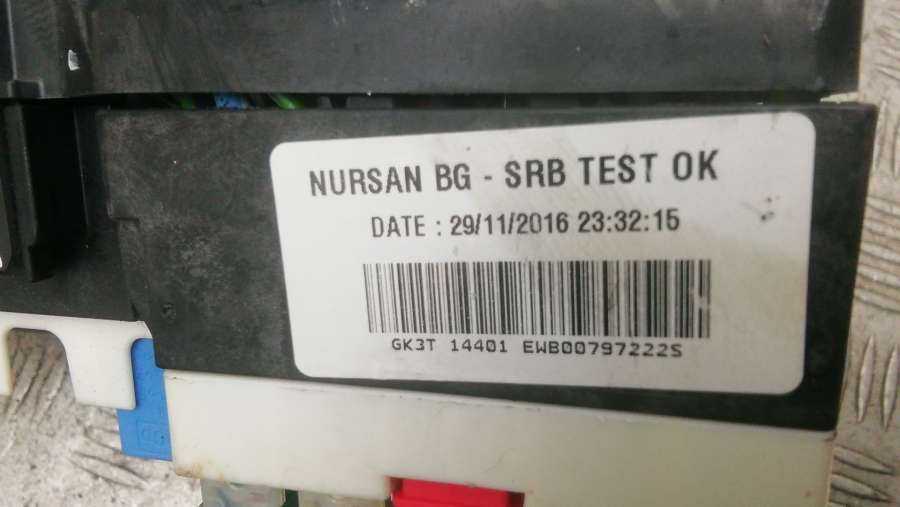 NURSAN BG - SRB TEST OK
DATE : 29/11/2016 23:32:15
GK3T 14401 EWB00797222S